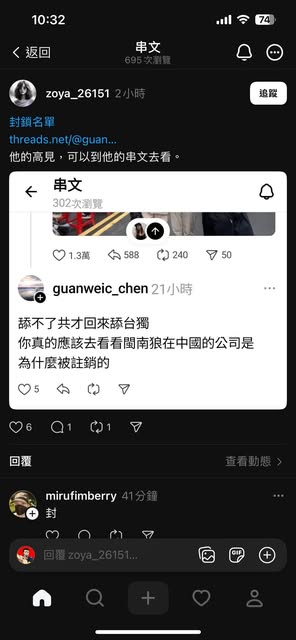 10:32
74
返回
串文
695 次瀏覽
zoya_26151 2小時
追蹤
封鎖名單
threads.net/@guan...
他的高見，可以到他的串文去看。
串文
302次瀏覽
1.3萬
588
240
50
guanweic_chen 21小時
舔不了共才回來舔台獨
你真的應該去看看閩南狼在中國的公司是
為什麼被註銷的
5
6
1
1
回覆
查看動態
mirufimberry 41分鐘
封
回覆 zoya_26151...
GIF